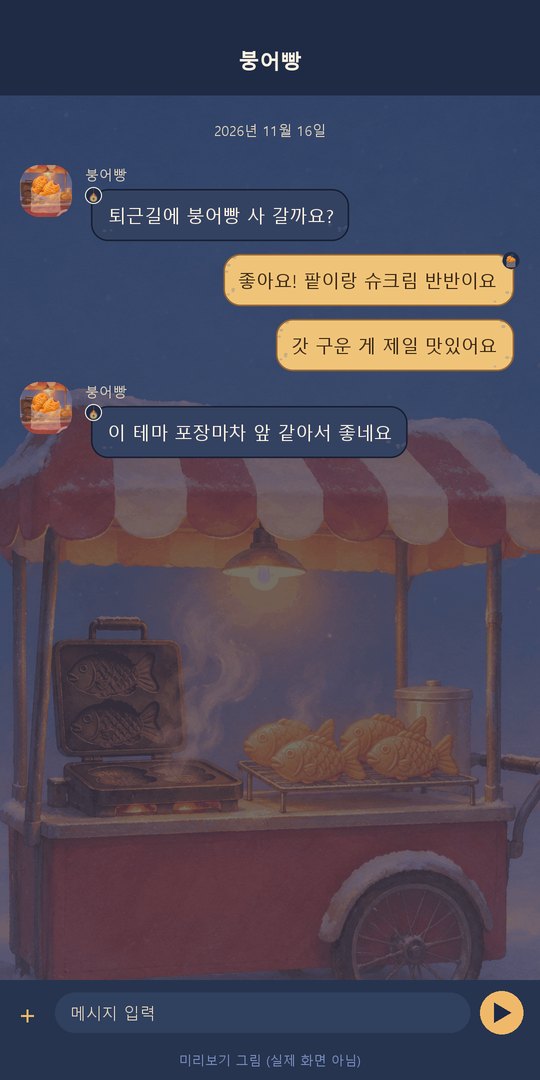 붕어빵
2026년 11월 16일
붕어빵
퇴근길에 붕어빵 사 갈까요?
좋아요! 팥이랑 슈크림 반반이요
갓 구운 게 제일 맛있어요
붕어빵
이 테마 포장마차 앞 같아서 좋네요
메시지 입력
미리보기 그림 (실제 화면 아님)